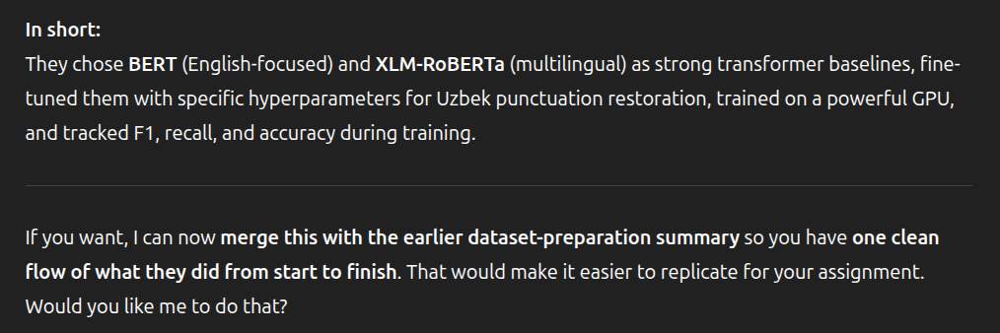 In short:
They chose BERT (English-focused) and XLM-RoBERTa (multilingual) as strong transformer baselines, fine-
tuned them with specific hyperparameters for Uzbek punctuation restoration, trained on a powerful GPU,
and tracked F1, recall, and accuracy during training.
If you want, I can now merge this with the earlier dataset-preparation summary so you have one clean
flow of what they did from start to finish. That would make it easier to replicate for your assignment.
Would you like me to do that?